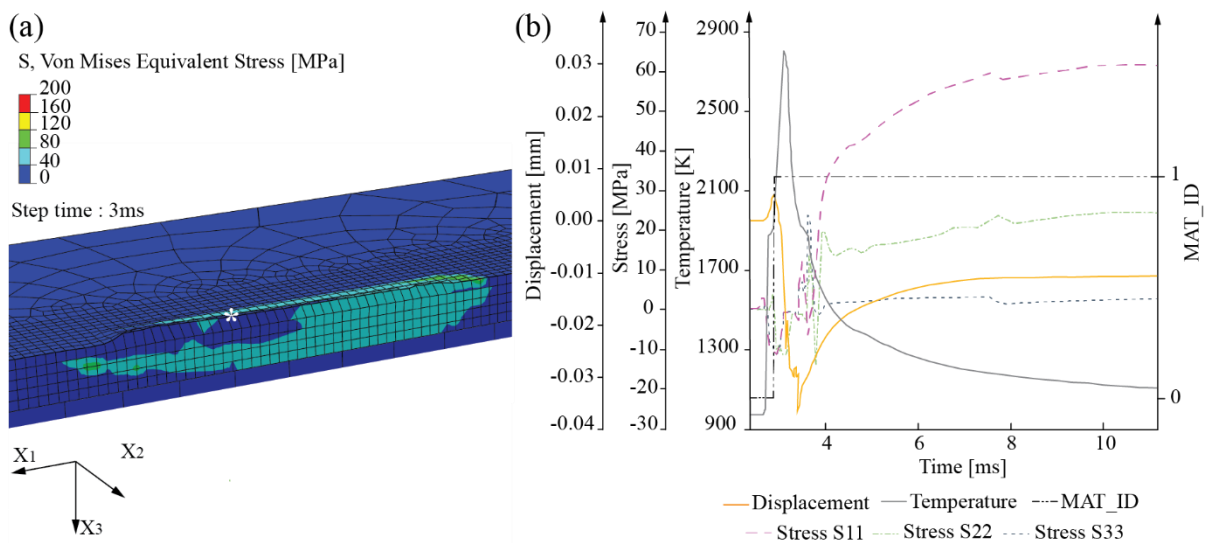 (a)
S, Von Mises Equivalent Stress [MPa]
200
160
120
80
40
0
Step time : 3ms
*
X1
X2
X3
(b)
Displacement [mm]
0.03
0.01
0.00
-0.01
-0.02
-0.03
-0.04
Stress [MPa]
70
60
50
40
30
20
10
0
-10
-20
-30
Temperature [K]
2900
2500
2100
1700
1300
900
MAT_ID
1
0
4
6
8
10
Time [ms]
Displacement
Temperature
MAT_ID
Stress S11
Stress S22
Stress S33